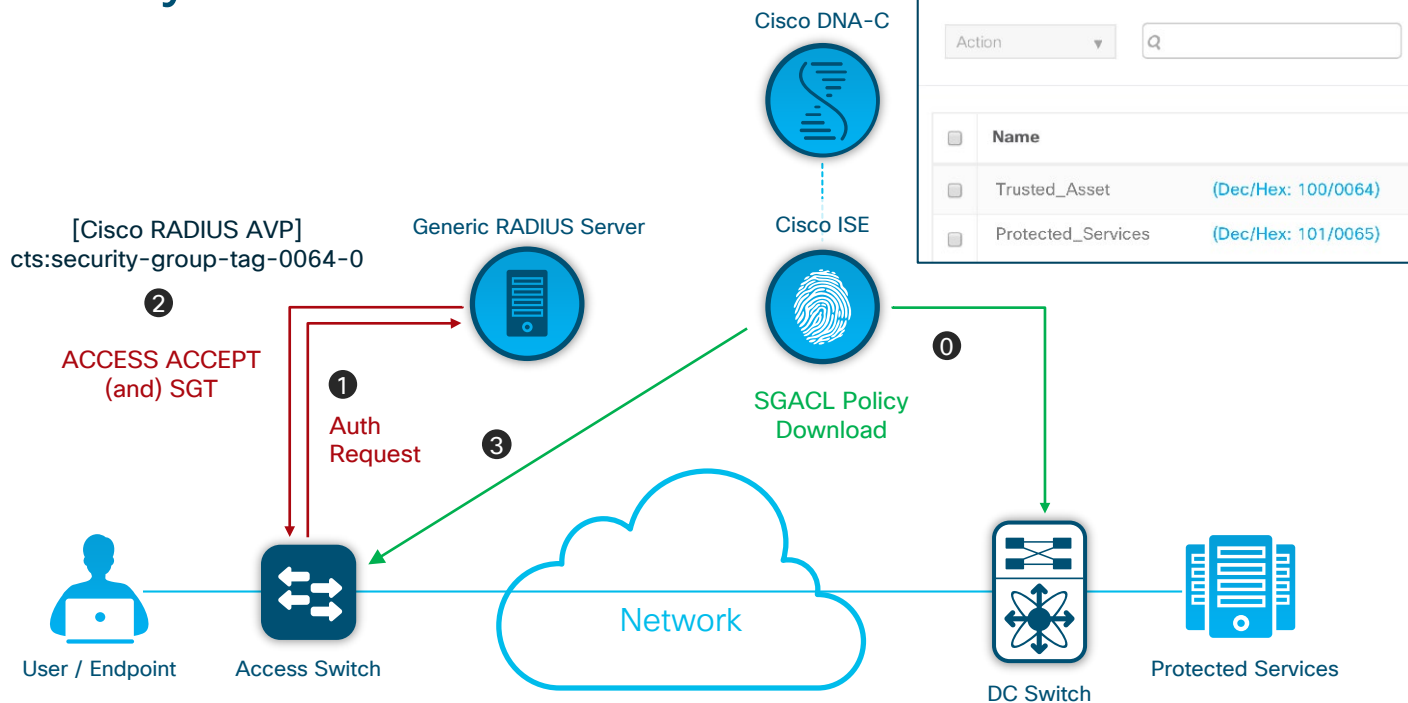 Cisco DNA-C
Action
Name
Trusted_Asset (Dec/Hex: 100/0064)
Protected_Services (Dec/Hex: 101/0065)
[Cisco RADIUS AVP]
cts:security-group-tag-0064-0
Generic RADIUS Server
Cisco ISE
2
ACCESS ACCEPT
(and) SGT
1
Auth
Request
3
0
SGACL Policy
Download
Network
User / Endpoint
Access Switch
DC Switch
Protected Services